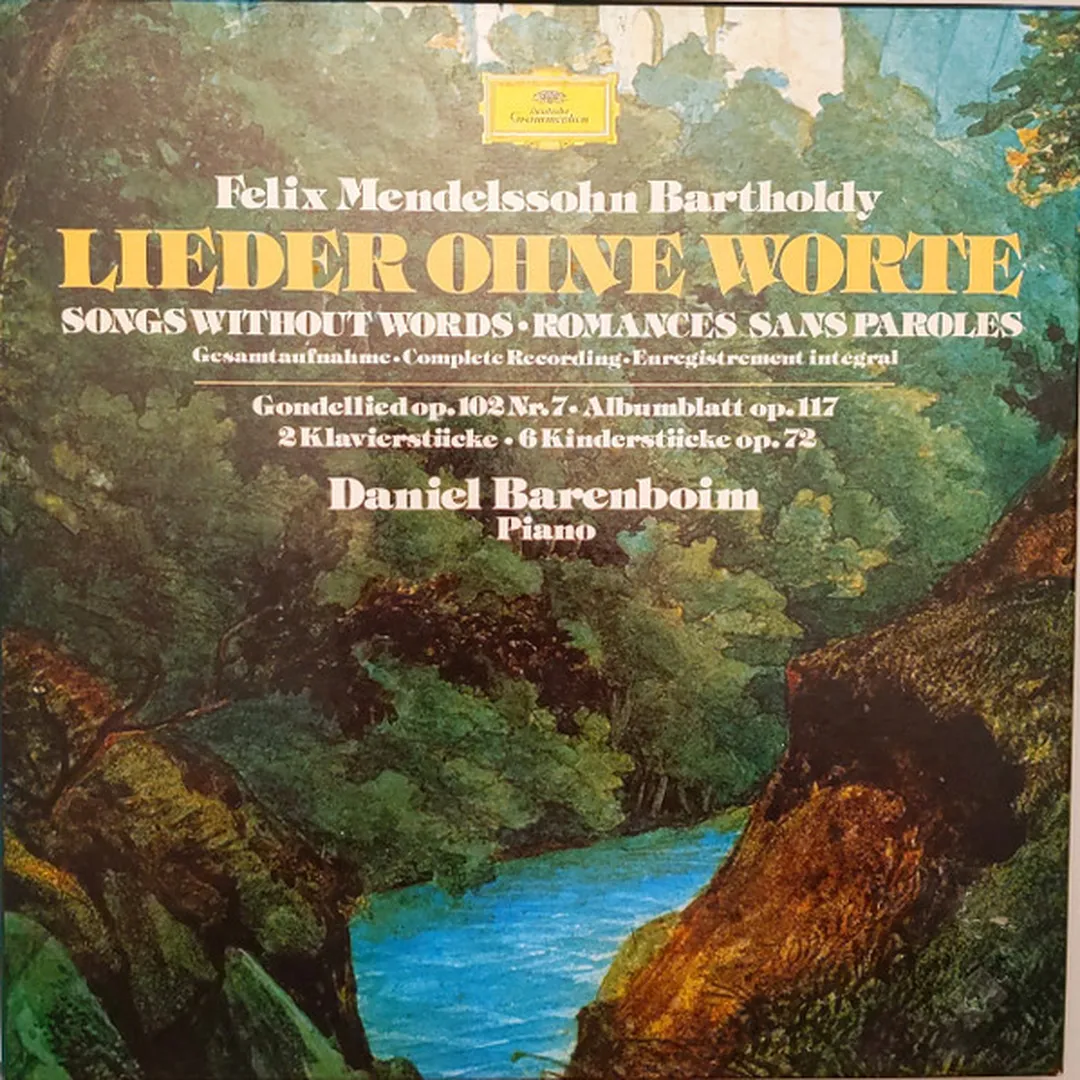 Deutsche
Grammophon
Felix Mendelssohn Bartholdy
LIEDER OHNE WORTE
SONGS WITHOUT WORDS • ROMANCES SANS PAROLES
Gesamtaufnahme • Complete Recording • Enregistrement intégral
Gondellied op. 102 Nr. 7 • Albumblatt op. 117
2 Klavierstücke • 6 Kinderstücke op. 72
Daniel Barenboim
Piano